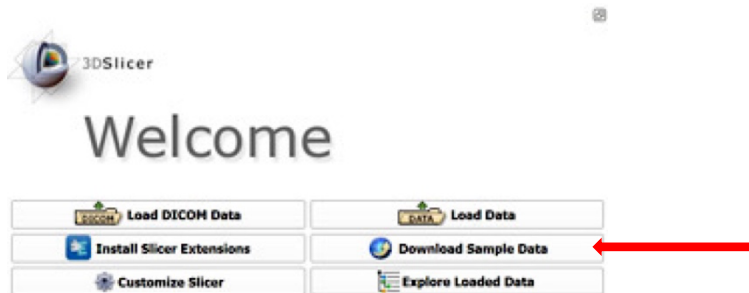 3DSlicer
Welcome
DICOM Load DICOM Data
DATA Load Data
Install Slicer Extensions
Download Sample Data
Customize Slicer
Explore Loaded Data